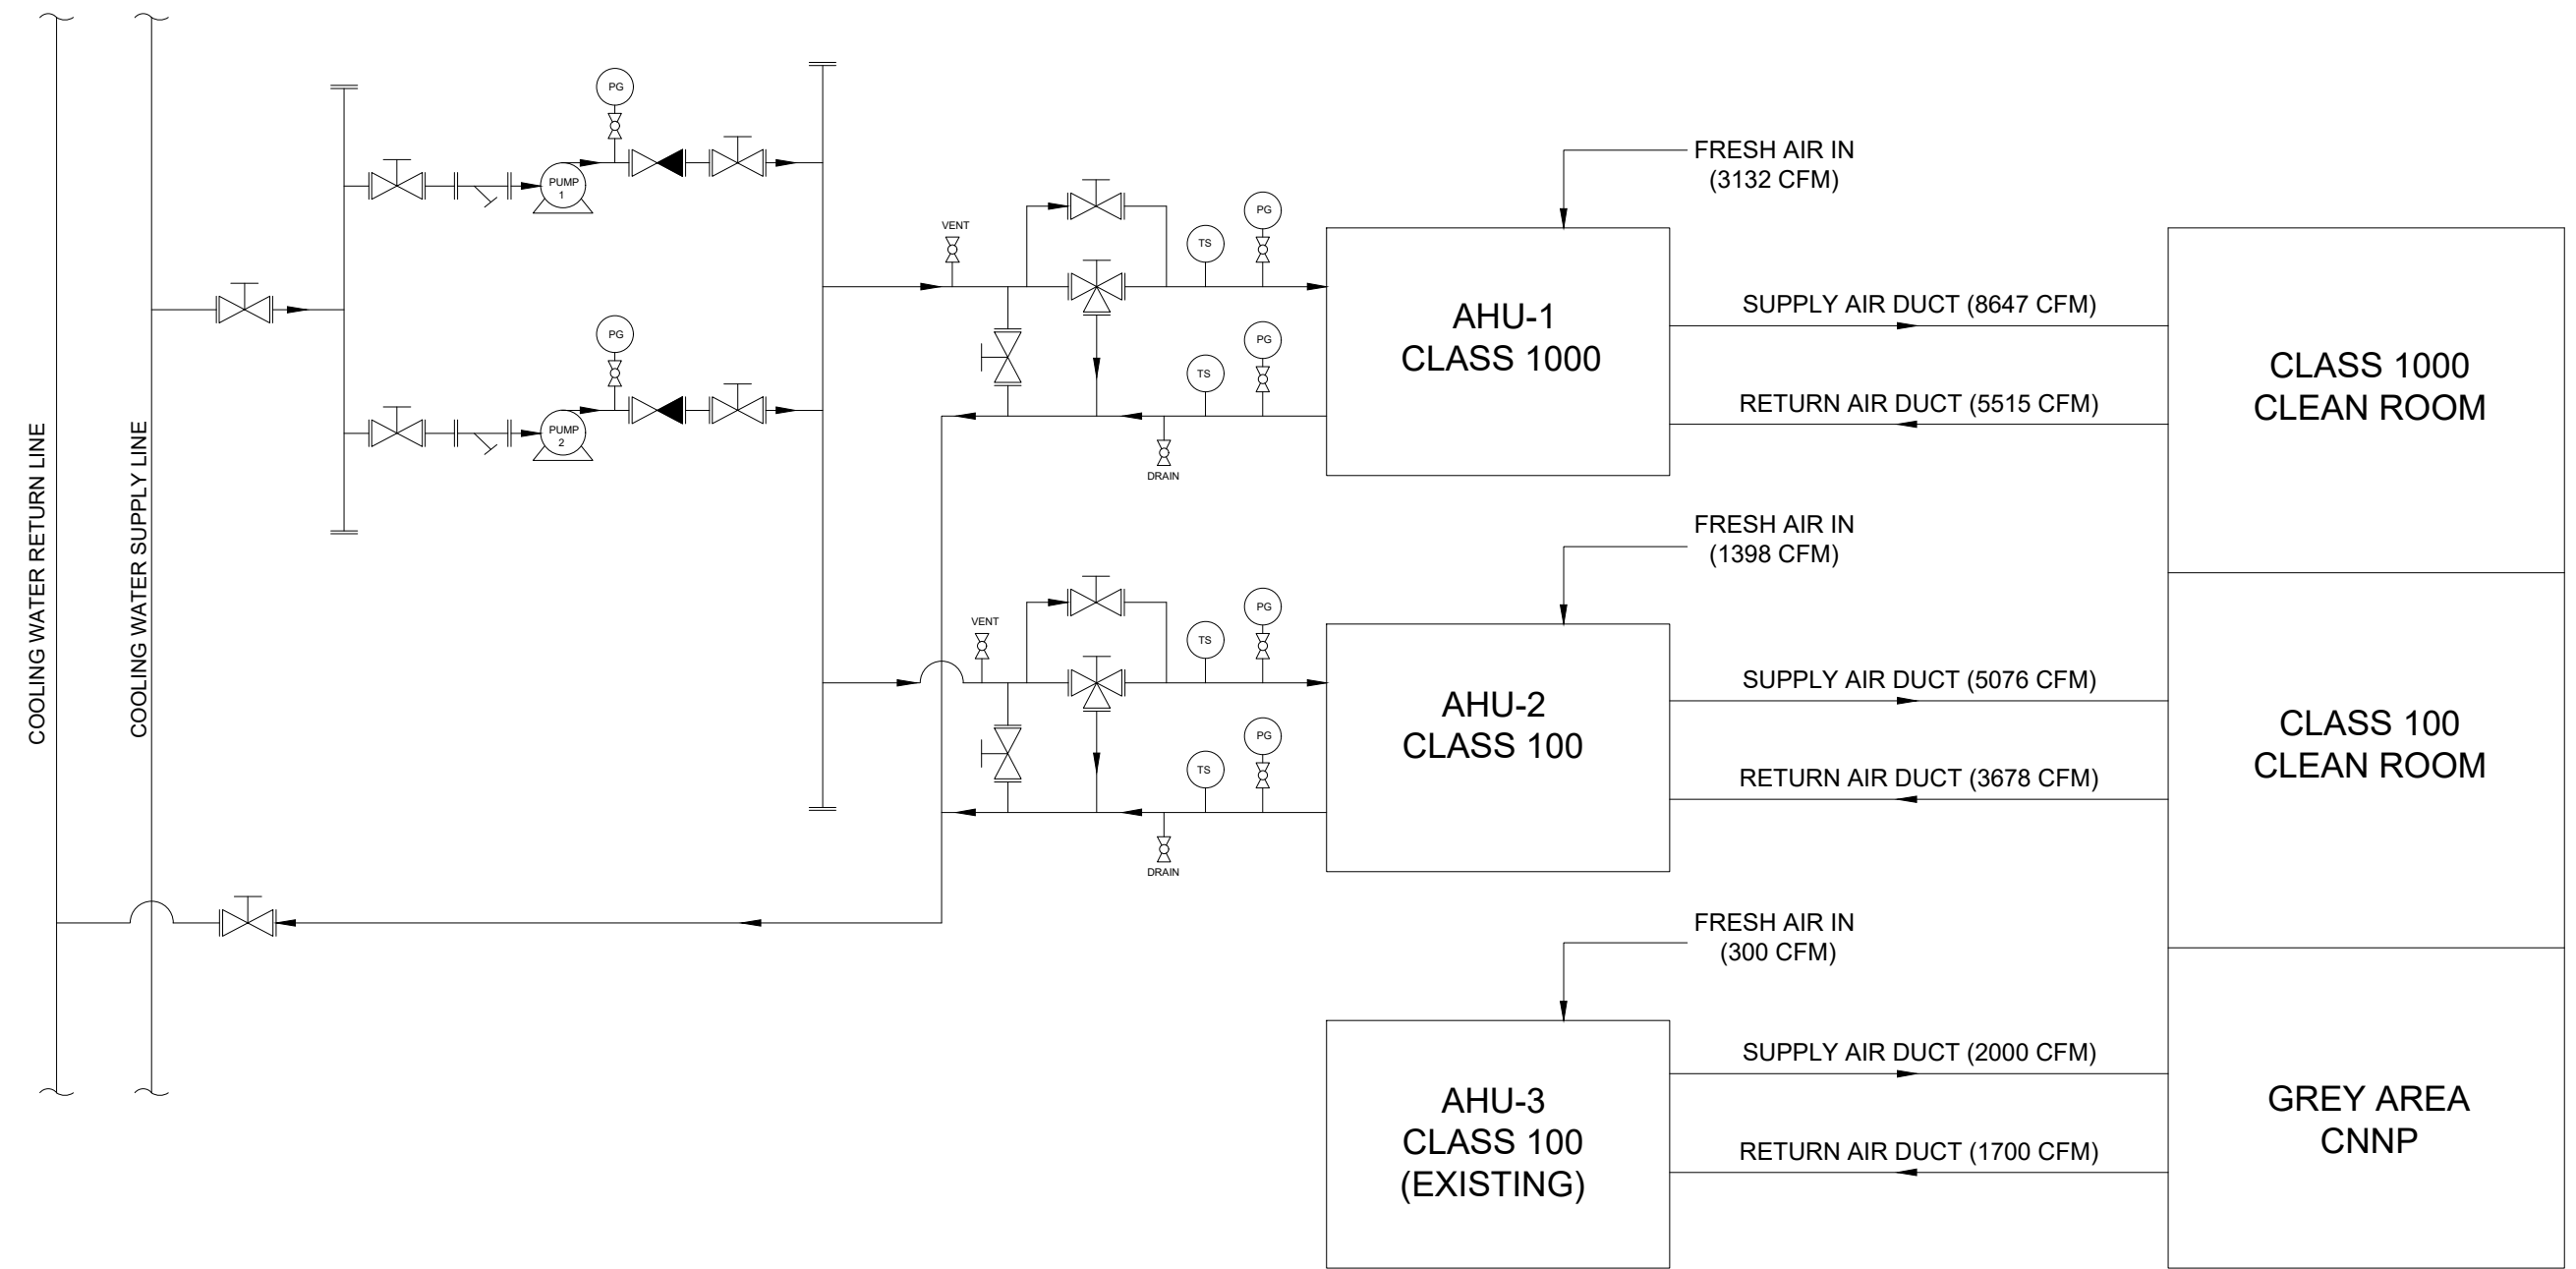 COOLING WATER RETURN LINE
COOLING WATER SUPPLY LINE
PG
PUMP
1
PG
PUMP
2
VENT
TS
PG
TS
PG
DRAIN
FRESH AIR IN
(3132 CFM)
AHU-1
CLASS 1000
SUPPLY AIR DUCT (8647 CFM)
RETURN AIR DUCT (5515 CFM)
CLASS 1000
CLEAN ROOM
VENT
TS
PG
TS
PG
DRAIN
FRESH AIR IN
(1398 CFM)
AHU-2
CLASS 100
SUPPLY AIR DUCT (5076 CFM)
RETURN AIR DUCT (3678 CFM)
CLASS 100
CLEAN ROOM
FRESH AIR IN
(300 CFM)
AHU-3
CLASS 100
(EXISTING)
SUPPLY AIR DUCT (2000 CFM)
RETURN AIR DUCT (1700 CFM)
GREY AREA
CNNP